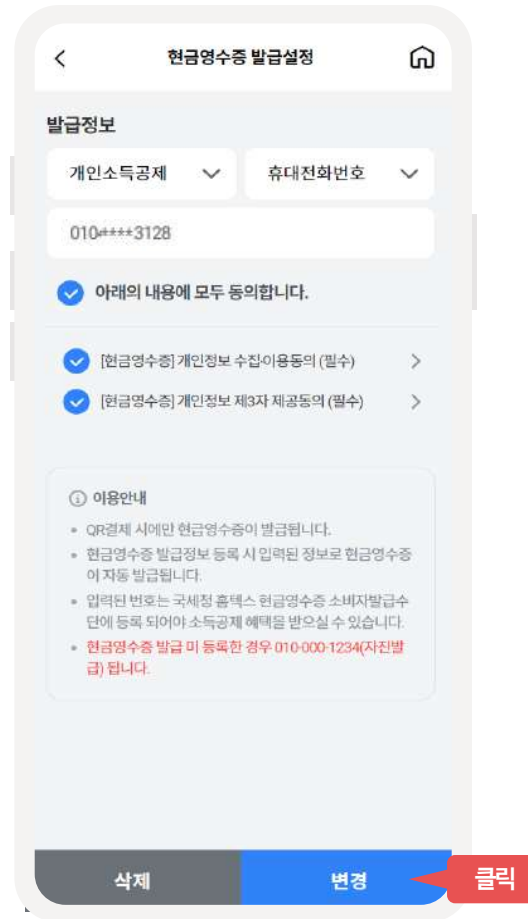 현금영수증 발급설정
발급정보
개인소득공제
휴대전화번호
010-****3128
아래의 내용에 모두 동의합니다.
[현금영수증] 개인정보 수집·이용동의 (필수)
[현금영수증] 개인정보 제3자 제공동의 (필수)
이용안내
• QR결제 시에만 현금영수증이 발급됩니다.
• 현금영수증 발급정보 등록 시 입력된 정보로 현금영수증
이 자동 발급됩니다.
• 입력된 번호는 국세청 홈텍스 현금영수증 소비자발급수
단에 등록 되어야 소득공제 혜택을 받으실 수 있습니다.
• 현금영수증 발급 미 등록한 경우 010-000-1234(자진발
급) 됩니다.
삭제
변경
클릭